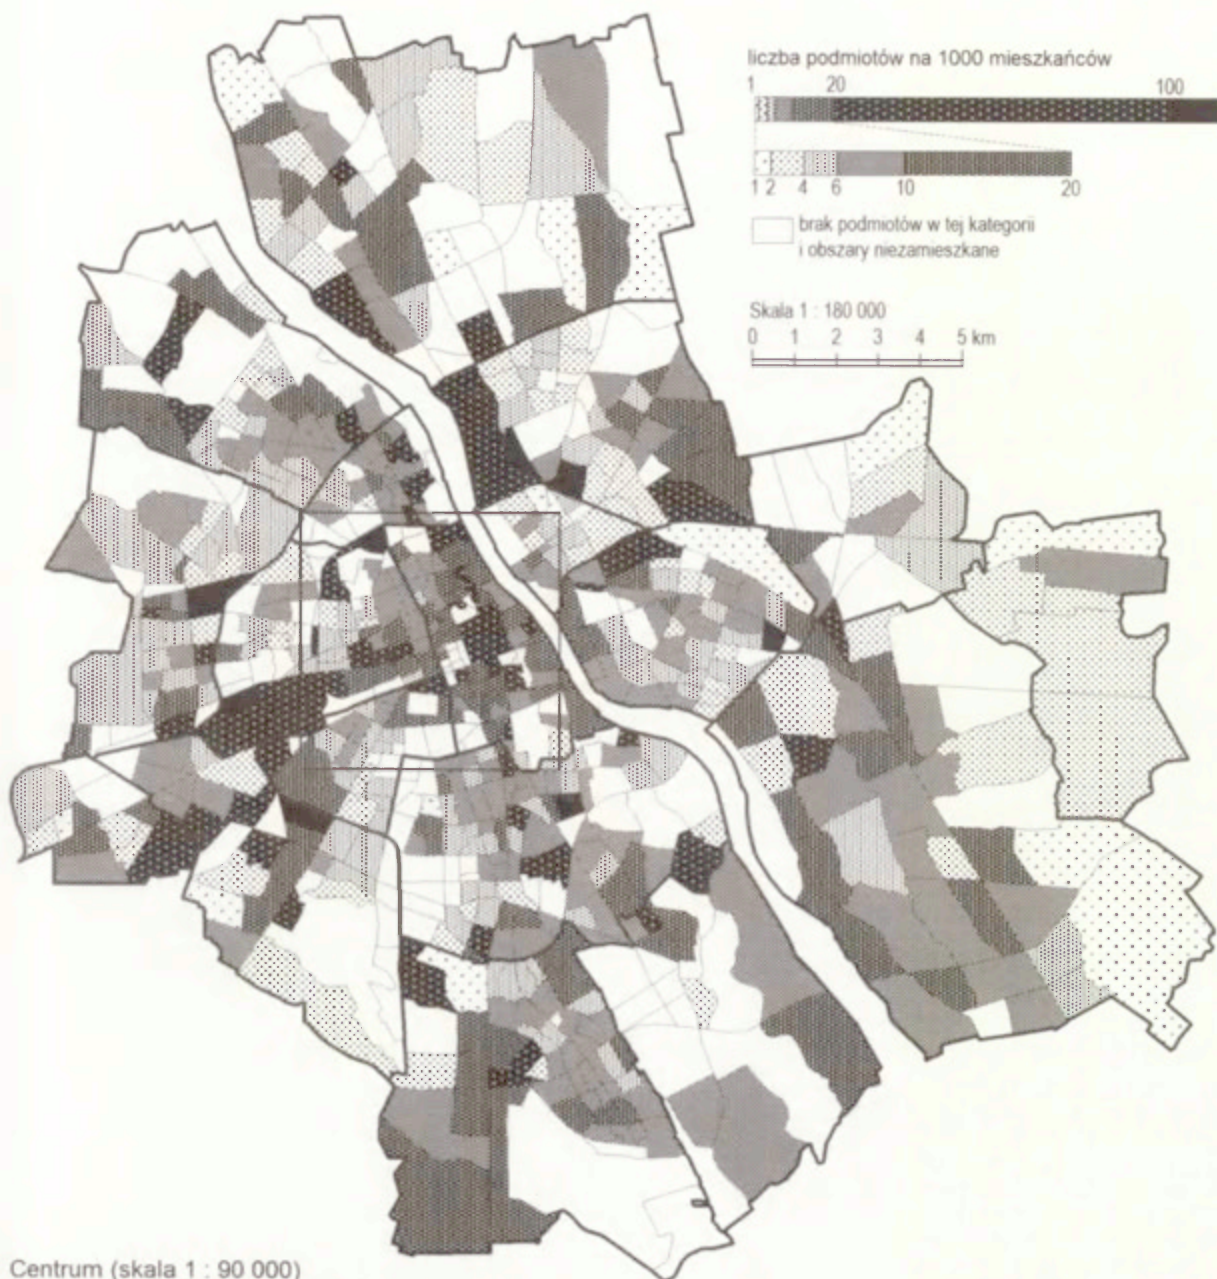 liczba podmiotów na 1000 mieszkańców
1 20 100
1 2 4 6 10 20
brak podmiotów w tej kategorii
i obszary niezamieszkane
Skala 1 : 180 000
0 1 2 3 4 5 km
Centrum (skala 1 : 90 000)